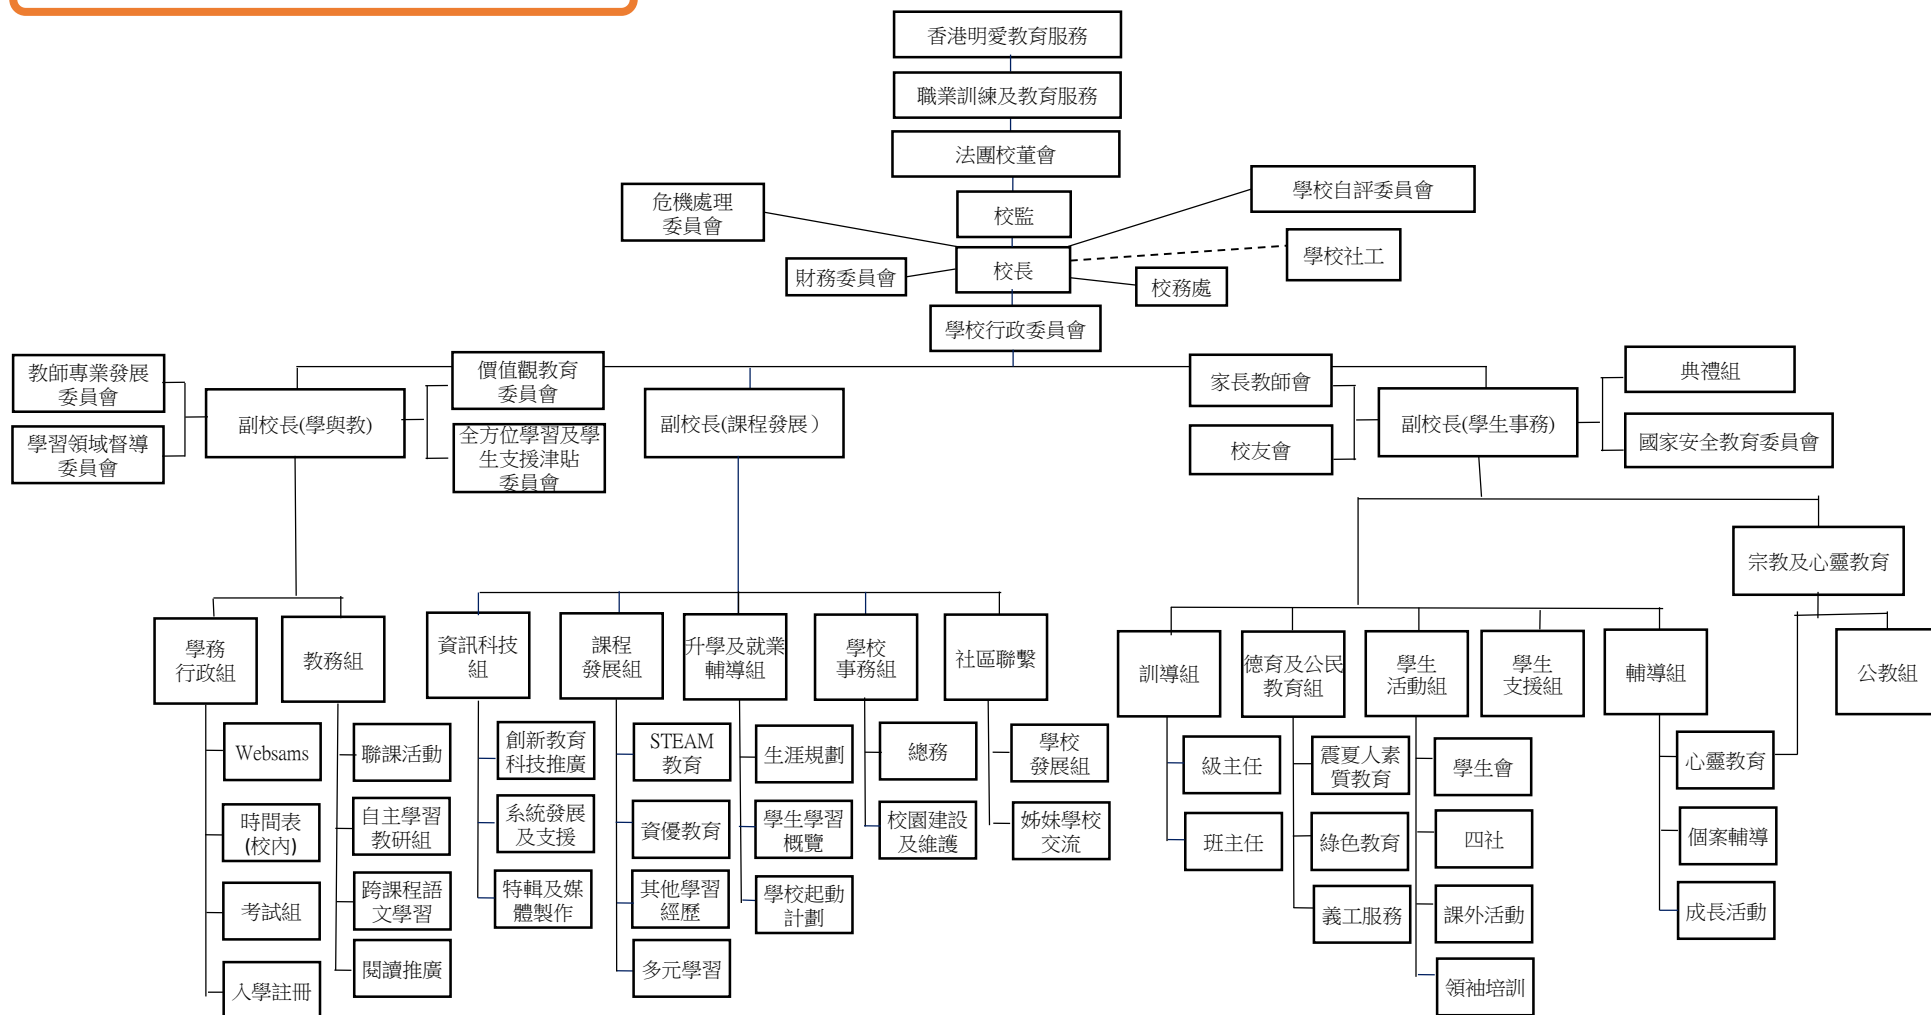 香港明愛教育服務
職業訓練及教育服務
法團校董會
危機處理
委員會
學校自評委員會
校監
學校社工
校長
財務委員會
校務處
學校行政委員會
教師專業發展
委員會
學習領域督導
委員會
副校長(學與教)
價值觀教育
委員會
全方位學習及學
生支援津貼
委員會
副校長(課程發展）
家長教師會
校友會
副校長(學生事務)
典禮組
國家安全教育委員會
宗教及心靈教育
學務
行政組
教務組
資訊科技
組
課程
發展組
升學及就業
輔導組
學校
事務組
社區聯繫
訓導組
德育及公民
教育組
學生
活動組
學生
支援組
輔導組
公教組
Websams
時間表
(校內)
考試組
入學註冊
聯課活動
自主學習
教研組
跨課程語
文學習
閱讀推廣
創新教育
科技推廣
系統發展
及支援
特輯及媒
體製作
STEAM
教育
資優教育
其他學習
經歷
多元學習
生涯規劃
學生學習
概覽
學校起動
計劃
總務
校園建設
及維護
學校
發展組
姊妹學校
交流
級主任
班主任
震夏人素
質教育
綠色教育
義工服務
學生會
四社
課外活動
領袖培訓
心靈教育
個案輔導
成長活動